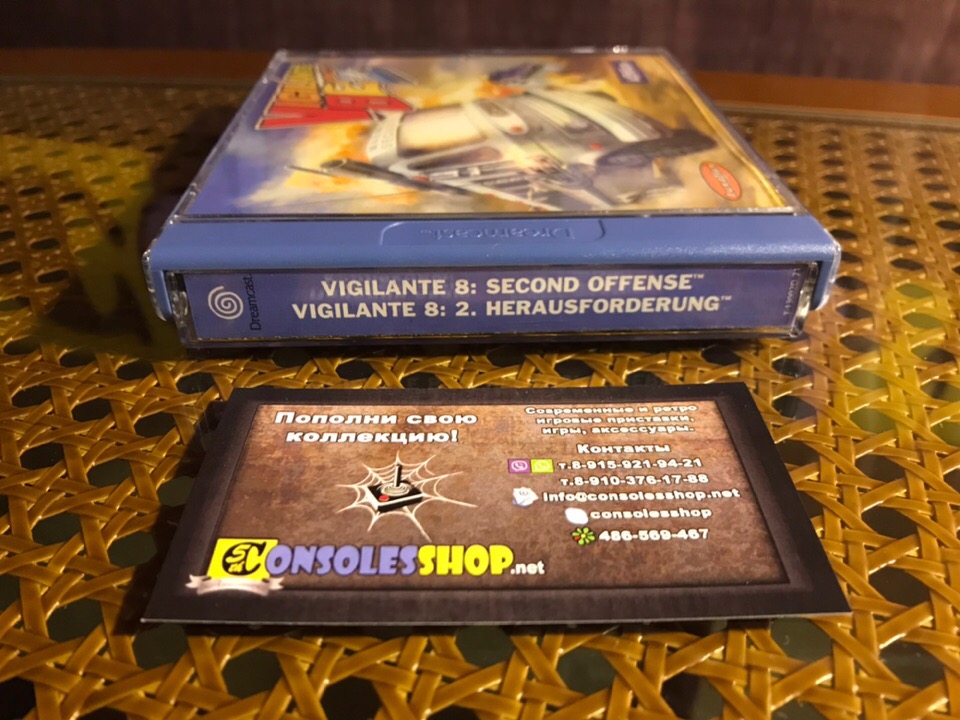 Dreamcast
Dreamcast
VIGILANTE 8: SECOND OFFENSE™
VIGILANTE 8: 2. HERAUSFORDERUNG™
Пополни свою
коллекцию!
CONSOLESSHOP.net
Современные и ретро
игровые приставки,
игры, аксессуары.
Контакты
т.8-915-921-94-21
т.8-910-376-17-88
info@consolesshop.net
consolesshop
486-569-467